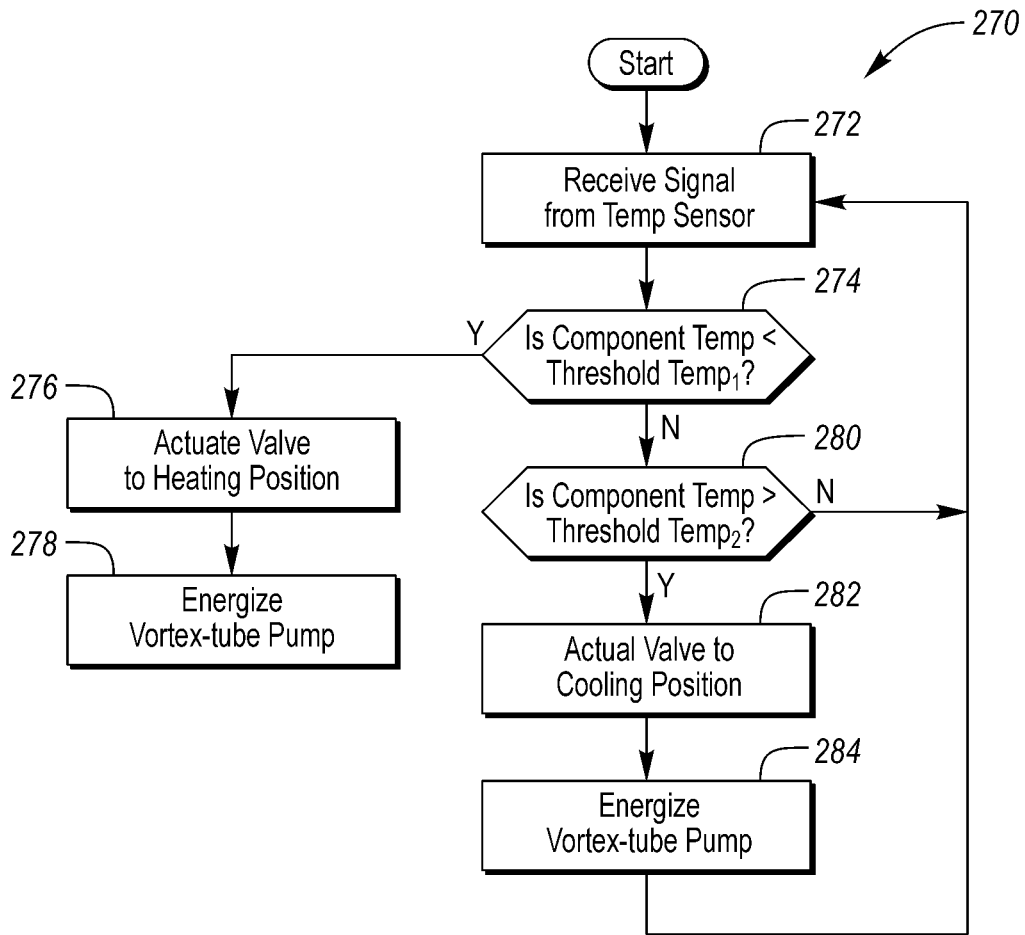 270
Start
272
Receive Signal
from Temp Sensor
274
Y
Is Component Temp <
Threshold Temp₁?
276
N
280
Actuate Valve
to Heating Position
Is Component Temp >
Threshold Temp₂?
N
278
Y
282
Energize
Vortex-tube Pump
Actual Valve to
Cooling Position
284
Energize
Vortex-tube Pump